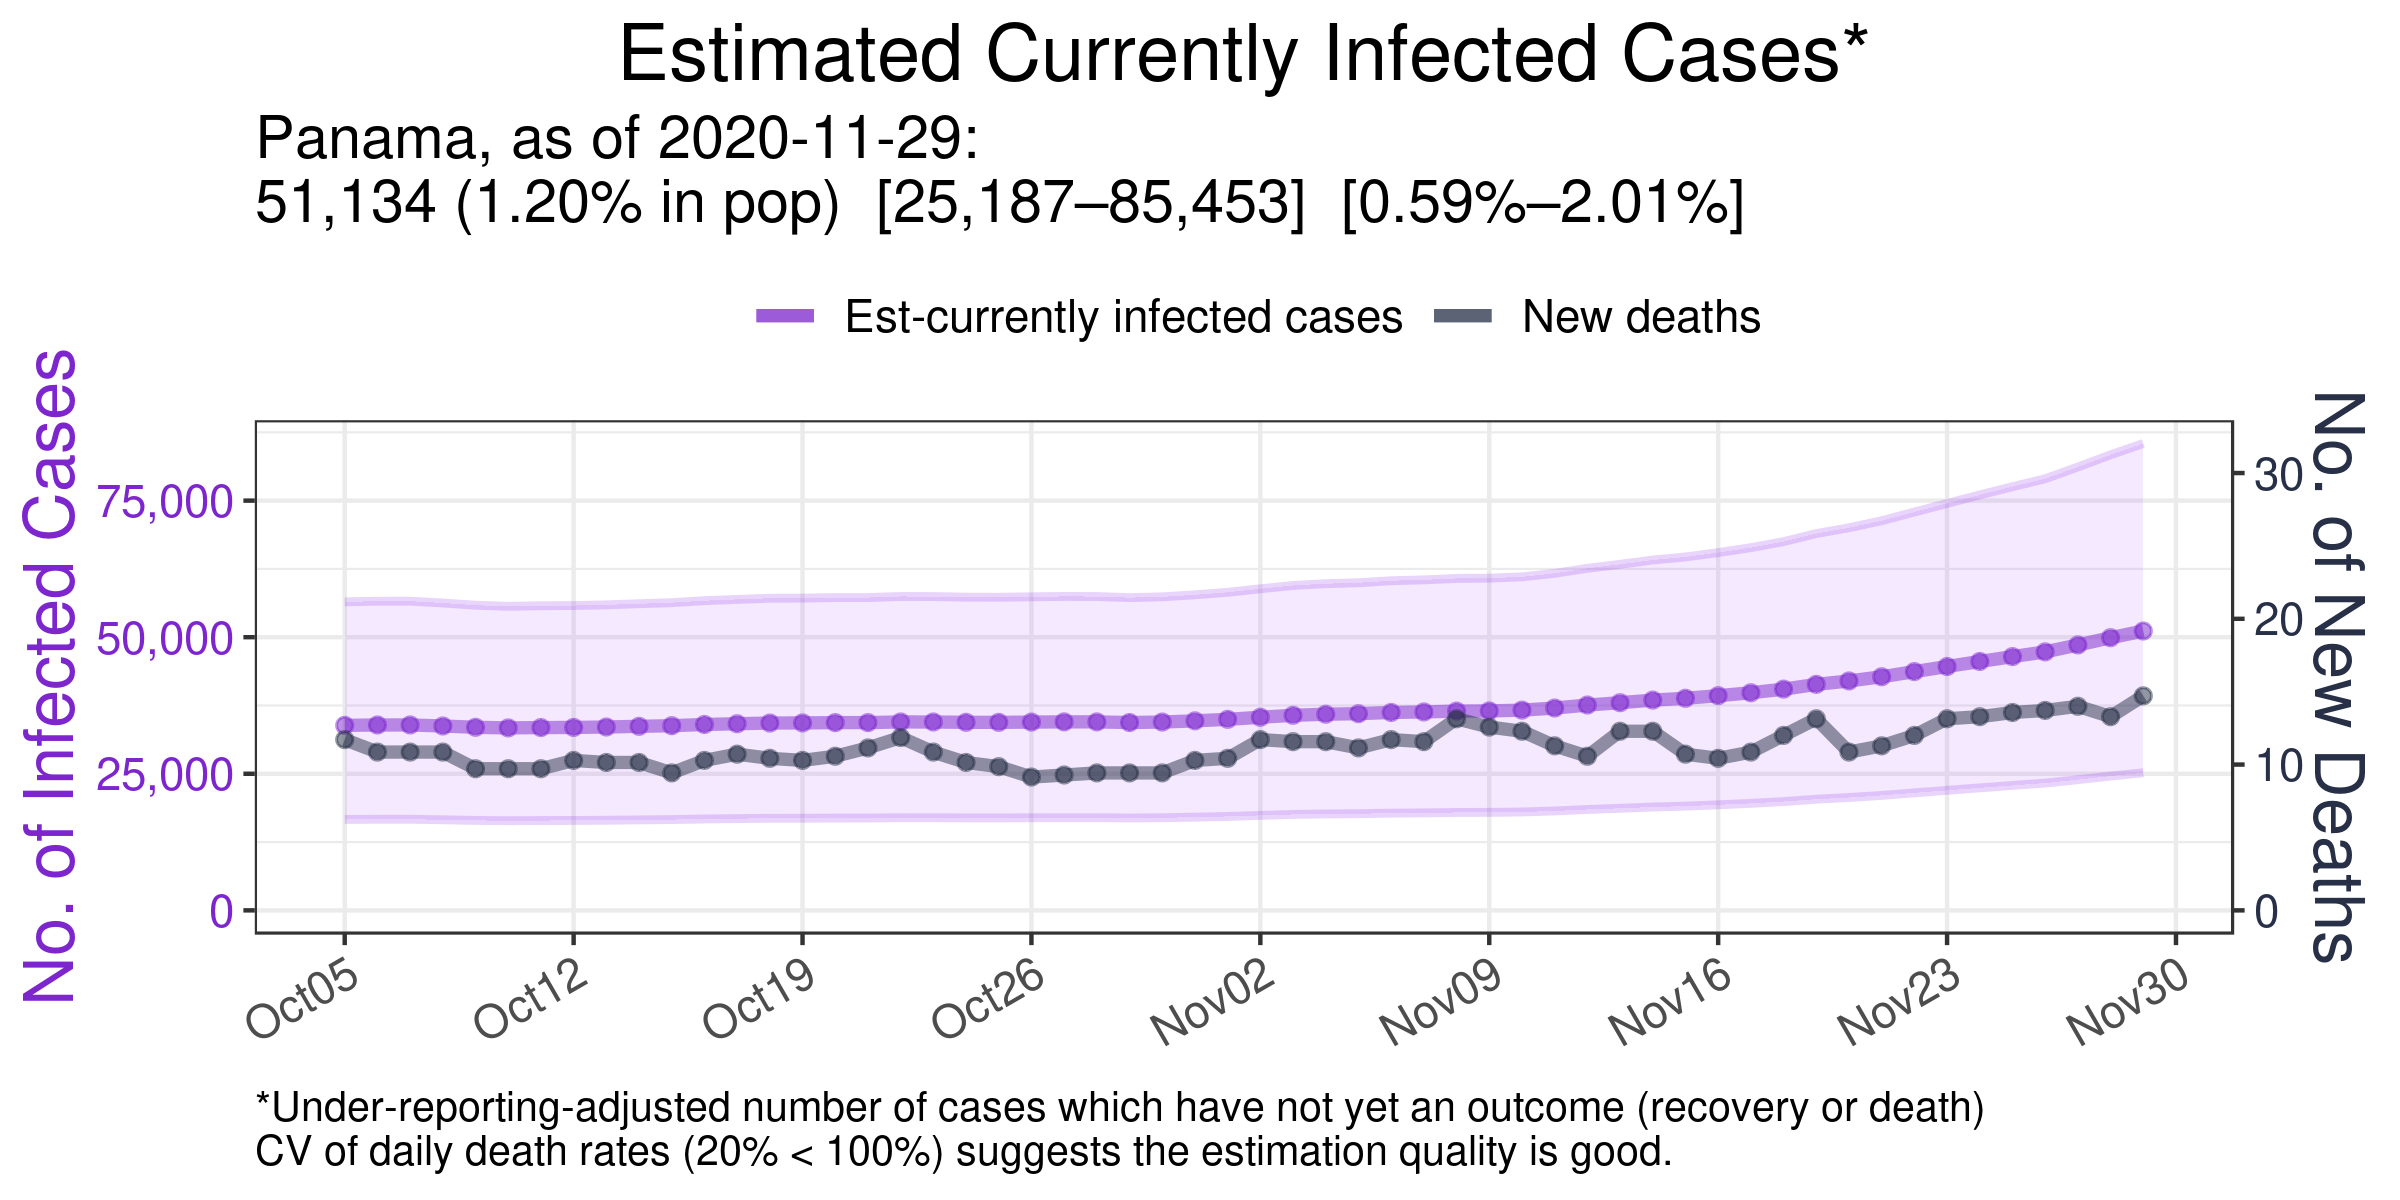 Estimated Currently Infected Cases*
Panama, as of 2020-11-29:
51,134 (1.20% in pop)  [25,187–85,453]  [0.59%–2.01%]
Est-currently infected cases
New deaths
No. of Infected Cases
75,000
50,000
25,000
0
30
20
10
0
No. of New Deaths
Oct05
Oct12
Oct19
Oct26
Nov02
Nov09
Nov16
Nov23
Nov30
*Under-reporting-adjusted number of cases which have not yet an outcome (recovery or death)
CV of daily death rates (20% < 100%) suggests the estimation quality is good.